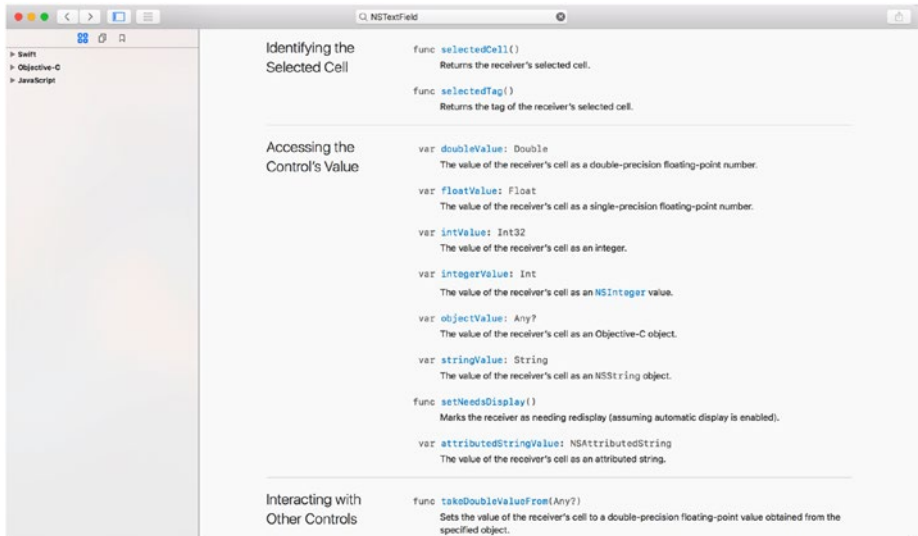 NSTextField
Swift
Objective-C
JavaScript
Identifying the
Selected Cell
func selectedCell()
Returns the receiver's selected cell.
func selectedTag()
Returns the tag of the receiver's selected cell.
Accessing the
Control's Value
var doubleValue: Double
The value of the receiver's cell as a double-precision floating-point number.
var floatValue: Float
The value of the receiver's cell as a single-precision floating-point number.
var intValue: Int32
The value of the receiver's cell as an integer.
var integerValue: Int
The value of the receiver's cell as an NSInteger value.
var objectValue: Any?
The value of the receiver's cell as an Objective-C object.
var stringValue: String
The value of the receiver's cell as an NSString object.
func setNeedsDisplay()
Marks the receiver as needing redisplay (assuming automatic display is enabled).
var attributedStringValue: NSAttributedString
The value of the receiver's cell as an attributed string.
Interacting with
Other Controls
func takeDoubleValueFrom(Any?)
Sets the value of the receiver's cell to a double-precision floating-point value obtained from the
specified object.